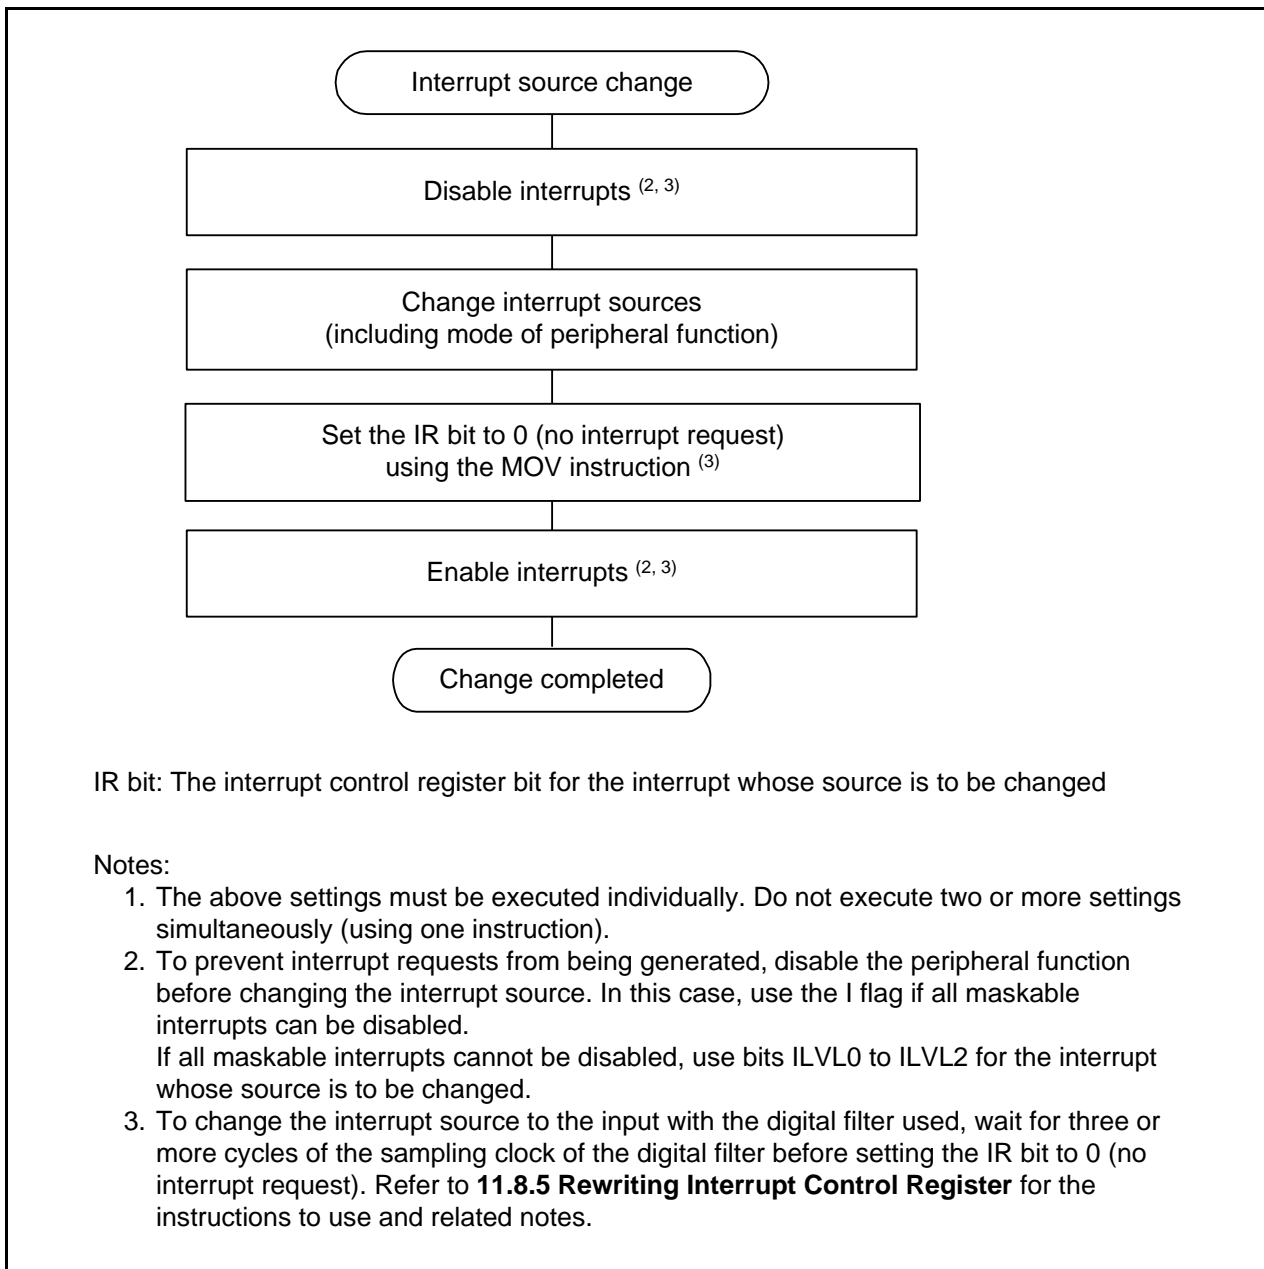 Interrupt source change
Disable interrupts (2, 3)
Change interrupt sources
(including mode of peripheral function)
Set the IR bit to 0 (no interrupt request)
using the MOV instruction (3)
Enable interrupts (2, 3)
Change completed
IR bit: The interrupt control register bit for the interrupt whose source is to be changed
Notes:
1. The above settings must be executed individually. Do not execute two or more settings
simultaneously (using one instruction).
2. To prevent interrupt requests from being generated, disable the peripheral function
before changing the interrupt source. In this case, use the I flag if all maskable
interrupts can be disabled.
If all maskable interrupts cannot be disabled, use bits ILVL0 to ILVL2 for the interrupt
whose source is to be changed.
3. To change the interrupt source to the input with the digital filter used, wait for three or
more cycles of the sampling clock of the digital filter before setting the IR bit to 0 (no
interrupt request). Refer to 11.8.5 Rewriting Interrupt Control Register for the
instructions to use and related notes.